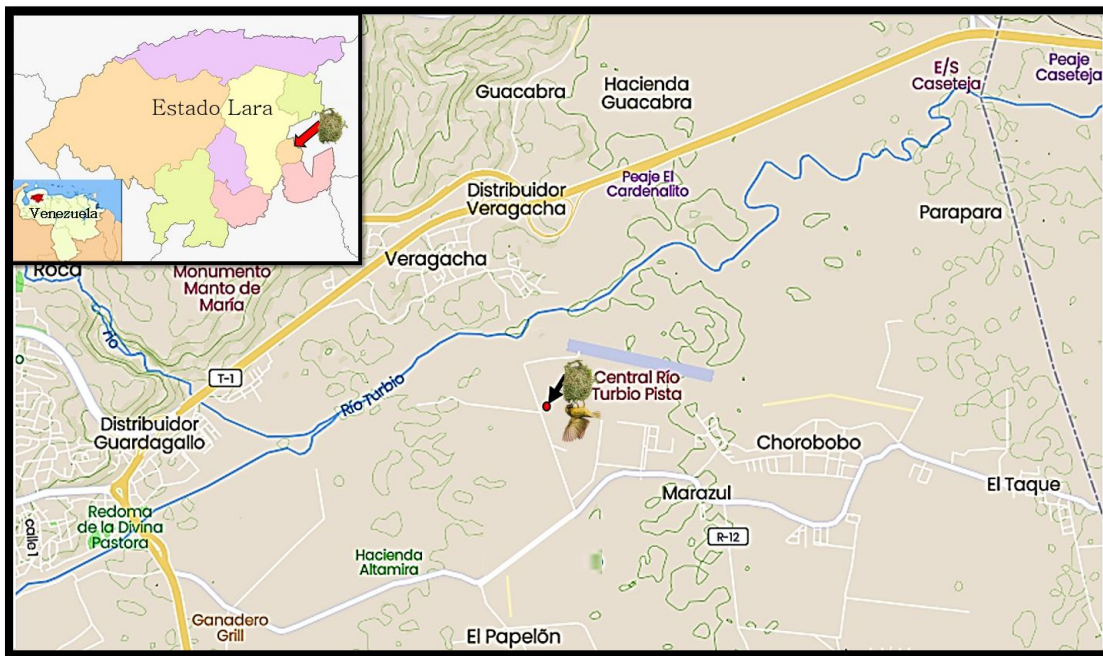 Estado Lara
Venezuela
Guacabra
Hacienda
Guacabra
E/S
Caseteja
Peaje
Caseteja
Peaje El
Cardenalito
Distribuidor
Veragacha
Parapara
Veragacha
Roca
Monumento
Manto de
María
río
T-1
Río Turbio
Central Río
Turbio Pista
Distribuidor
Guardagallo
Chorobobo
El Taque
Marazul
R-12
Redoma
de la Divina
Pastora
calle 1
Hacienda
Altamira
Ganadero
Grill
El Papelõn